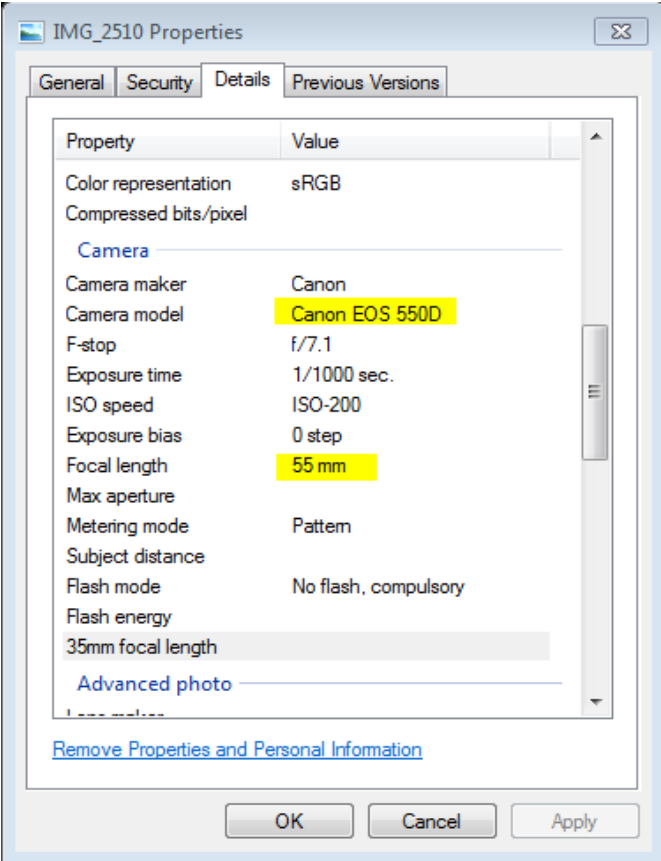 IMG_2510 Properties
General Security Details Previous Versions
Property Value
Color representation sRGB
Compressed bits/pixel
Camera
Camera maker Canon
Camera model Canon EOS 550D
F-stop f/7.1
Exposure time 1/1000 sec.
ISO speed ISO-200
Exposure bias 0 step
Focal length 55 mm
Max aperture
Metering mode Pattern
Subject distance
Flash mode No flash, compulsory
Flash energy
35mm focal length
Advanced photo
Remove Properties and Personal Information
OK Cancel Apply